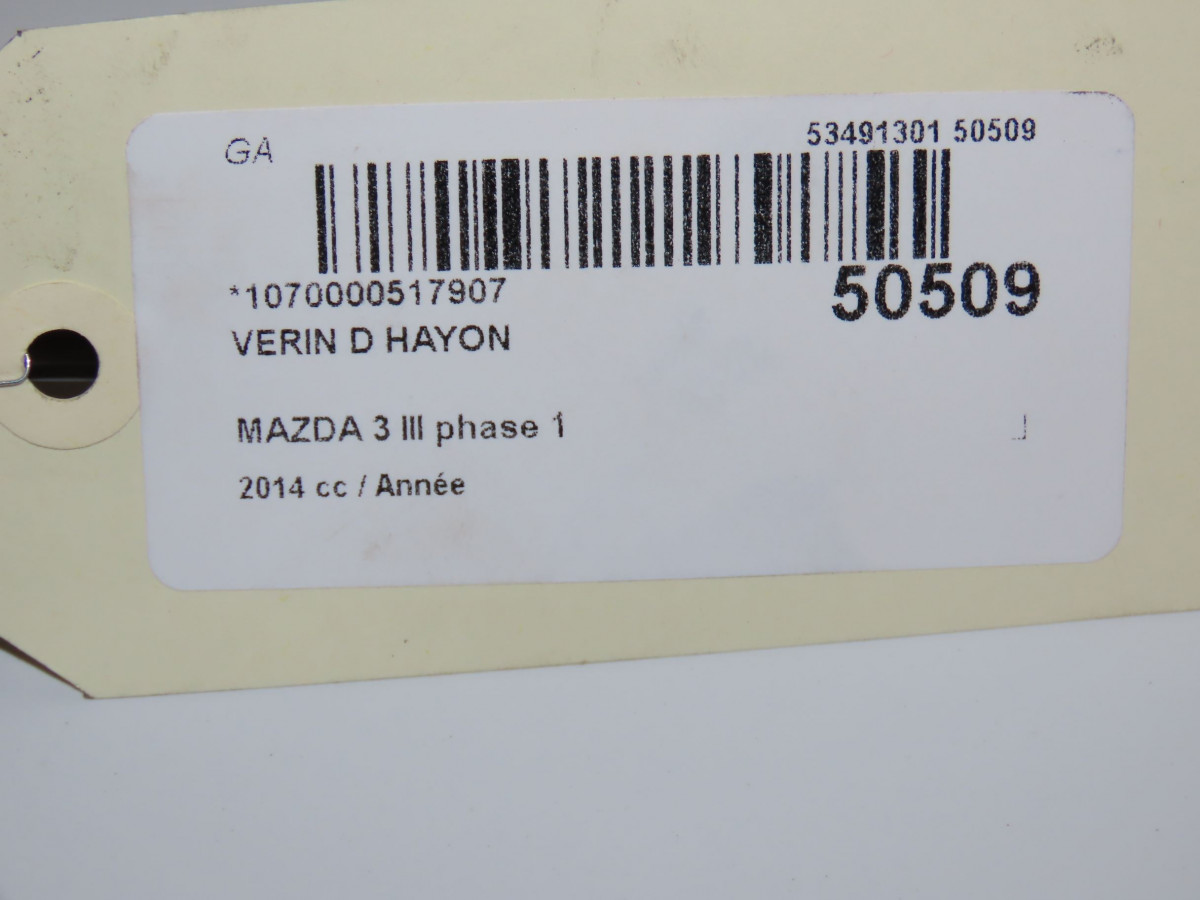 GA
53491301 50509
*1070000517907
50509
VERIN D HAYON
MAZDA 3 III phase 1
2014 cc / Année